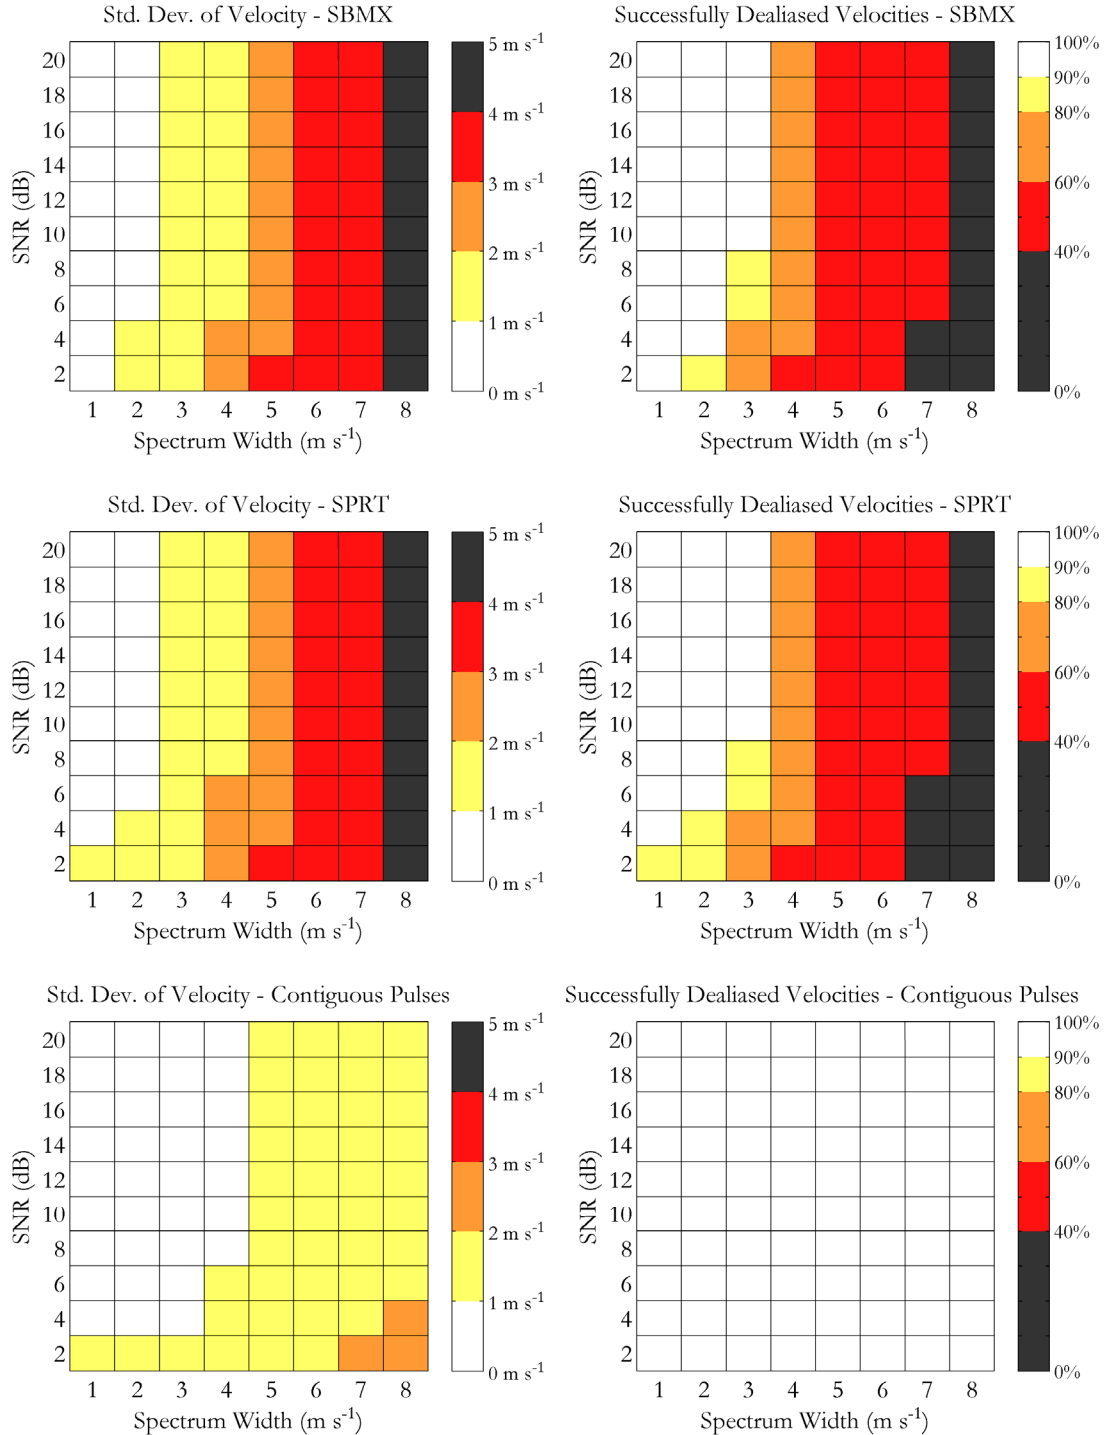 Std. Dev. of Velocity - SBMX
Successfully Dealiased Velocities - SBMX
SNR (dB)
20
18
16
14
12
10
8
6
4
2
1 2 3 4 5 6 7 8
Spectrum Width (m s⁻¹)
5 m s⁻¹
4 m s⁻¹
3 m s⁻¹
2 m s⁻¹
1 m s⁻¹
0 m s⁻¹
SNR (dB)
20
18
16
14
12
10
8
6
4
2
1 2 3 4 5 6 7 8
Spectrum Width (m s⁻¹)
100%
90%
80%
60%
40%
0%
Std. Dev. of Velocity - SPRT
Successfully Dealiased Velocities - SPRT
SNR (dB)
20
18
16
14
12
10
8
6
4
2
1 2 3 4 5 6 7 8
Spectrum Width (m s⁻¹)
5 m s⁻¹
4 m s⁻¹
3 m s⁻¹
2 m s⁻¹
1 m s⁻¹
0 m s⁻¹
SNR (dB)
20
18
16
14
12
10
8
6
4
2
1 2 3 4 5 6 7 8
Spectrum Width (m s⁻¹)
100%
90%
80%
60%
40%
0%
Std. Dev. of Velocity - Contiguous Pulses
Successfully Dealiased Velocities - Contiguous Pulses
SNR (dB)
20
18
16
14
12
10
8
6
4
2
1 2 3 4 5 6 7 8
Spectrum Width (m s⁻¹)
5 m s⁻¹
4 m s⁻¹
3 m s⁻¹
2 m s⁻¹
1 m s⁻¹
0 m s⁻¹
SNR (dB)
20
18
16
14
12
10
8
6
4
2
1 2 3 4 5 6 7 8
Spectrum Width (m s⁻¹)
100%
90%
80%
60%
40%
0%